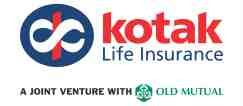 kotak
Life Insurance
A JOINT VENTURE WITH OLD MUTUAL